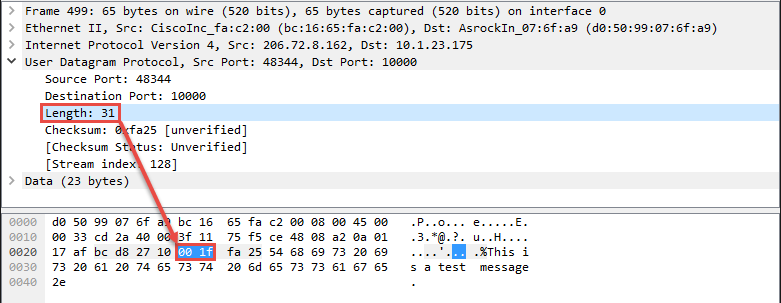 Frame 499: 65 bytes on wire (520 bits), 65 bytes captured (520 bits) on interface 0
Ethernet II, Src: CiscoInc_fa:c2:00 (bc:16:65:fa:c2:00), Dst: AsrockIn_07:6f:a9 (d0:50:99:07:6f:a9)
Internet Protocol Version 4, Src: 206.72.8.162, Dst: 10.1.23.175
User Datagram Protocol, Src Port: 48344, Dst Port: 10000
Source Port: 48344
Destination Port: 10000
Length: 31
Checksum: 0xfa25 [unverified]
[Checksum Status: Unverified]
[Stream index: 128]
Data (23 bytes)
0000 d0 50 99 07 6f a9 bc 16 65 fa c2 00 08 00 45 00 .P..o... e.....E.
0010 00 33 cd 2a 40 00 3f 11 75 f5 ce 48 08 a2 0a 01 .3.*@.?. u..H....
0020 17 af bc d8 27 10 00 1f fa 25 54 68 69 73 20 69 ....'... .%This i
0030 73 20 61 20 74 65 73 74 20 6d 65 73 73 61 67 65 s a test message
0040 2e .